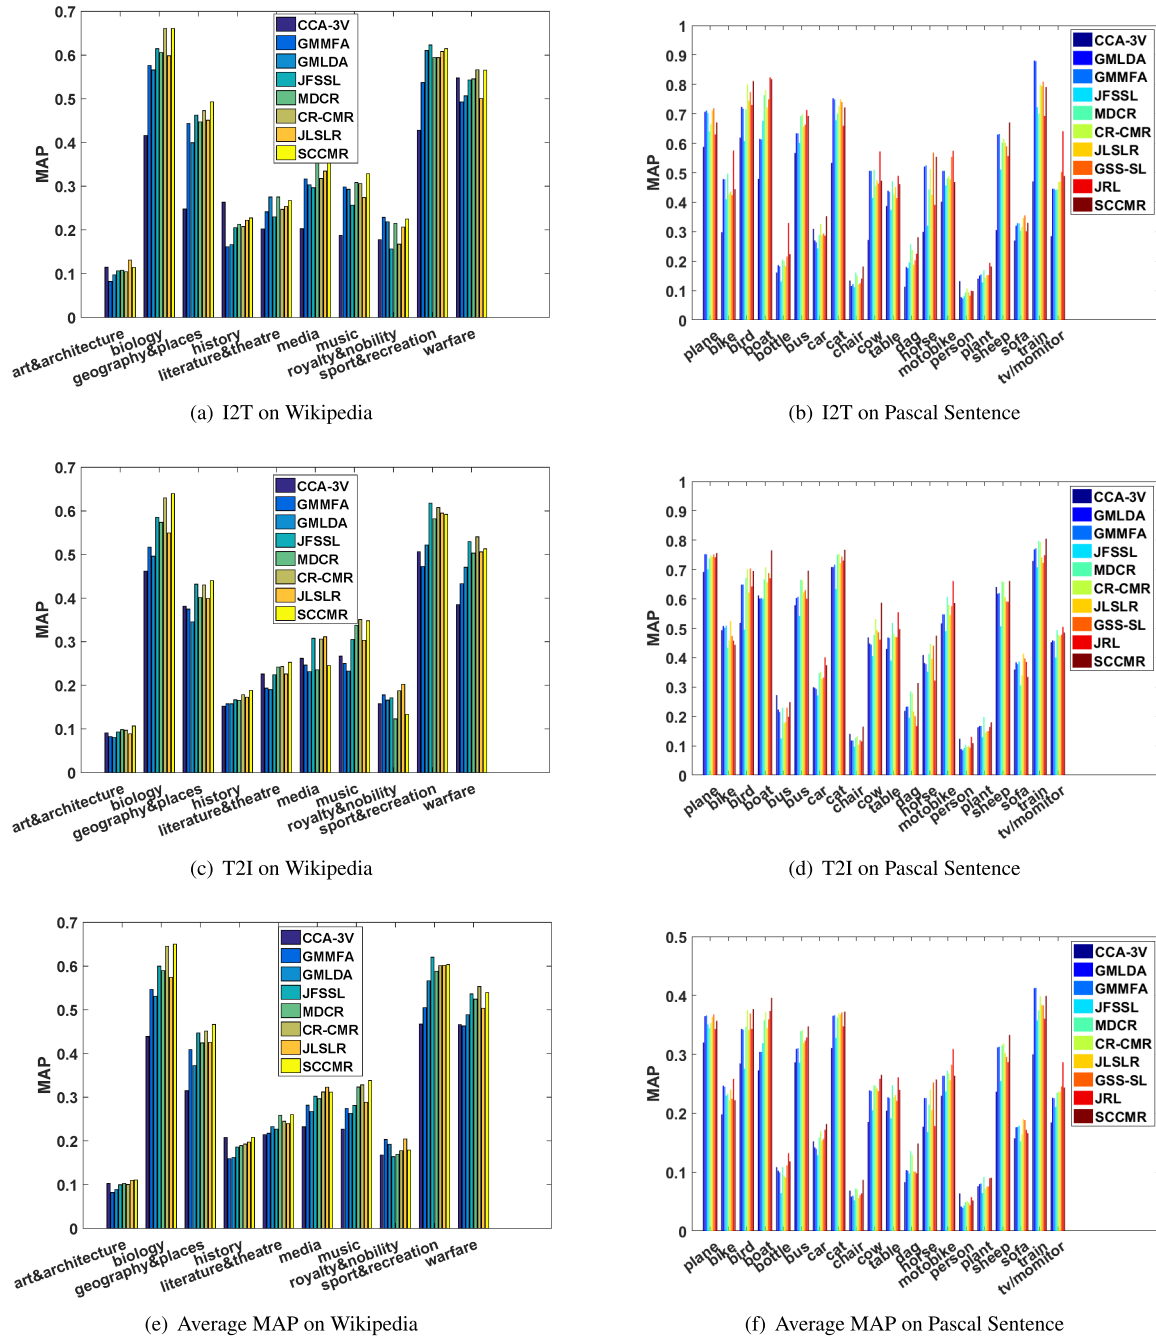 MAP
0.7
0.6
0.5
0.4
0.3
0.2
0.1
0
CCA-3V
GMMFA
GMLDA
JFSSL
MDCR
CR-CMR
JLSLR
SCCMR
art&architecture
biology
geography&places
history
literature&theatre
media
music
royalty&nobility
sport&recreation
warfare
(a) I2T on Wikipedia
MAP
1
0.9
0.8
0.7
0.6
0.5
0.4
0.3
0.2
0.1
0
CCA-3V
GMLDA
GMMFA
JFSSL
MDCR
CR-CMR
JLSLR
GSS-SL
JRL
SCCMR
plane
bike
bird
boat
bottle
bus
car
cat
chair
cow
table
dag
horse
motobike
person
plant
sheep
sofa
train
tv/momitor
(b) I2T on Pascal Sentence
MAP
0.7
0.6
0.5
0.4
0.3
0.2
0.1
0
CCA-3V
GMMFA
GMLDA
JFSSL
MDCR
CR-CMR
JLSLR
SCCMR
art&architecture
biology
geography&places
history
literature&theatre
media
music
royalty&nobility
sport&recreation
warfare
(c) T2I on Wikipedia
MAP
1
0.9
0.8
0.7
0.6
0.5
0.4
0.3
0.2
0.1
0
CCA-3V
GMLDA
GMMFA
JFSSL
MDCR
CR-CMR
JLSLR
GSS-SL
JRL
SCCMR
plane
bike
bird
boat
bus
bus
car
cat
chair
cow
table
dag
horse
motobike
person
plant
sheep
sofa
train
tv/momitor
(d) T2I on Pascal Sentence
MAP
0.7
0.6
0.5
0.4
0.3
0.2
0.1
0
CCA-3V
GMMFA
GMLDA
JFSSL
MDCR
CR-CMR
JLSLR
SCCMR
art&architecture
biology
geography&places
history
literature&theatre
media
music
royalty&nobility
sport&recreation
warfare
(e) Average MAP on Wikipedia
MAP
0.5
0.4
0.3
0.2
0.1
0
CCA-3V
GMLDA
GMMFA
JFSSL
MDCR
CR-CMR
JLSLR
GSS-SL
JRL
SCCMR
plane
bike
bird
boat
bottle
bus
car
cat
chair
cow
table
dag
horse
motobike
person
plant
sheep
sofa
train
tv/momitor
(f) Average MAP on Pascal Sentence